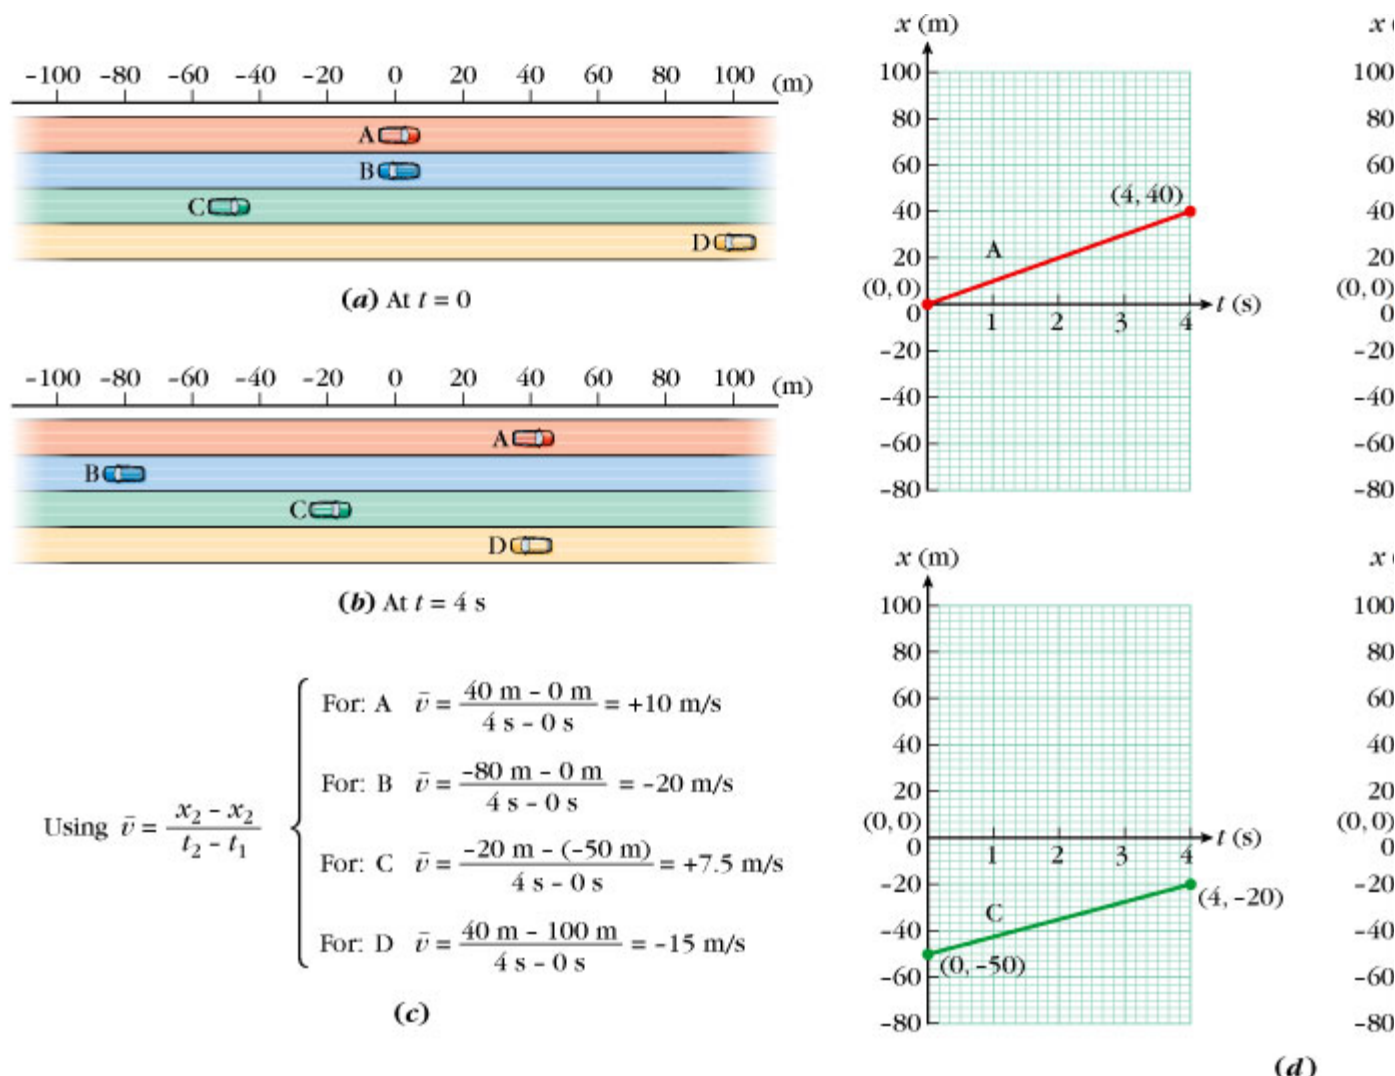 -100 -80 -60 -40 -20 0 20 40 60 80 100 (m)
A
B
C
D
(a) At t = 0
-100 -80 -60 -40 -20 0 20 40 60 80 100 (m)
A
B
C
D
(b) At t = 4 s
Using v̄ = (x₂ - x₂)/(t₂ - t₁)
For: A v̄ = (40 m - 0 m)/(4 s - 0 s) = +10 m/s
For: B v̄ = (-80 m - 0 m)/(4 s - 0 s) = -20 m/s
For: C v̄ = (-20 m - (-50 m))/(4 s - 0 s) = +7.5 m/s
For: D v̄ = (40 m - 100 m)/(4 s - 0 s) = -15 m/s
(c)
x (m)
100
80
60
40
20
(0, 0)
0
-20
-40
-60
-80
1 2 3 4 t (s)
A
(4, 40)
x (
100
80
60
40
20
(0, 0)
0
-20
-40
-60
-80
x (m)
100
80
60
40
20
(0, 0)
0
-20
-40
-60
-80
1 2 3 4 t (s)
C
(4, -20)
(0, -50)
x (
100
80
60
40
20
(0, 0)
0
-20
-40
-60
-80
(d)